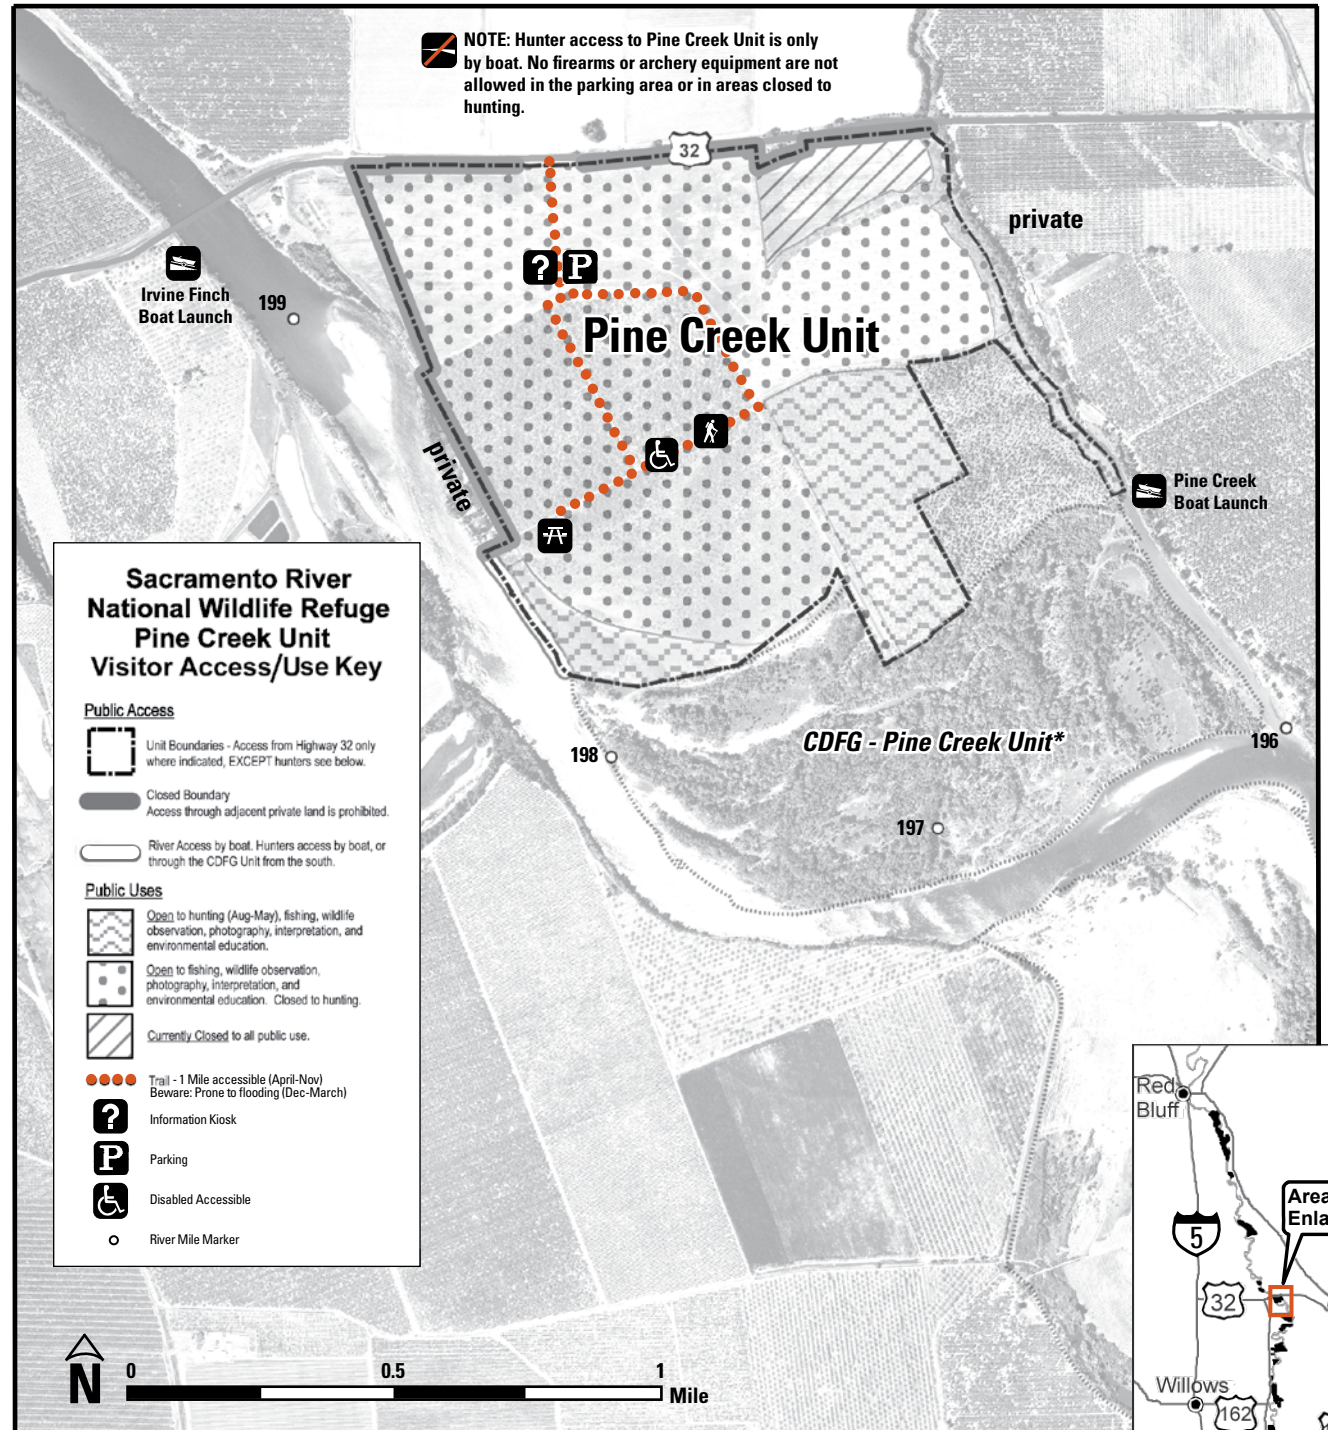 NOTE: Hunter access to Pine Creek Unit is only
by boat. No firearms or archery equipment are not
allowed in the parking area or in areas closed to
hunting.
32
private
Irvine Finch
Boat Launch
199
?
P
Pine Creek Unit
private
Pine Creek
Boat Launch
Sacramento River
National Wildlife Refuge
Pine Creek Unit
Visitor Access/Use Key
Public Access
Unit Boundaries - Access from Highway 32 only
where indicated, EXCEPT hunters see below.
Closed Boundary
Access through adjacent private land is prohibited.
River Access by boat. Hunters access by boat, or
through the CDFG Unit from the south.
Public Uses
Open to hunting (Aug-May), fishing, wildlife
observation, photography, interpretation, and
environmental education.
Open to fishing, wildlife observation,
photography, interpretation, and
environmental education. Closed to hunting.
Currently Closed to all public use.
Trail - 1 Mile accessible (April-Nov)
Beware: Prone to flooding (Dec-March)
?
Information Kiosk
P
Parking
Disabled Accessible
River Mile Marker
198
CDFG - Pine Creek Unit*
196
197
N
0 0.5 1
Mile
Red
Bluff
Area
Enla
5
32
Willows
162